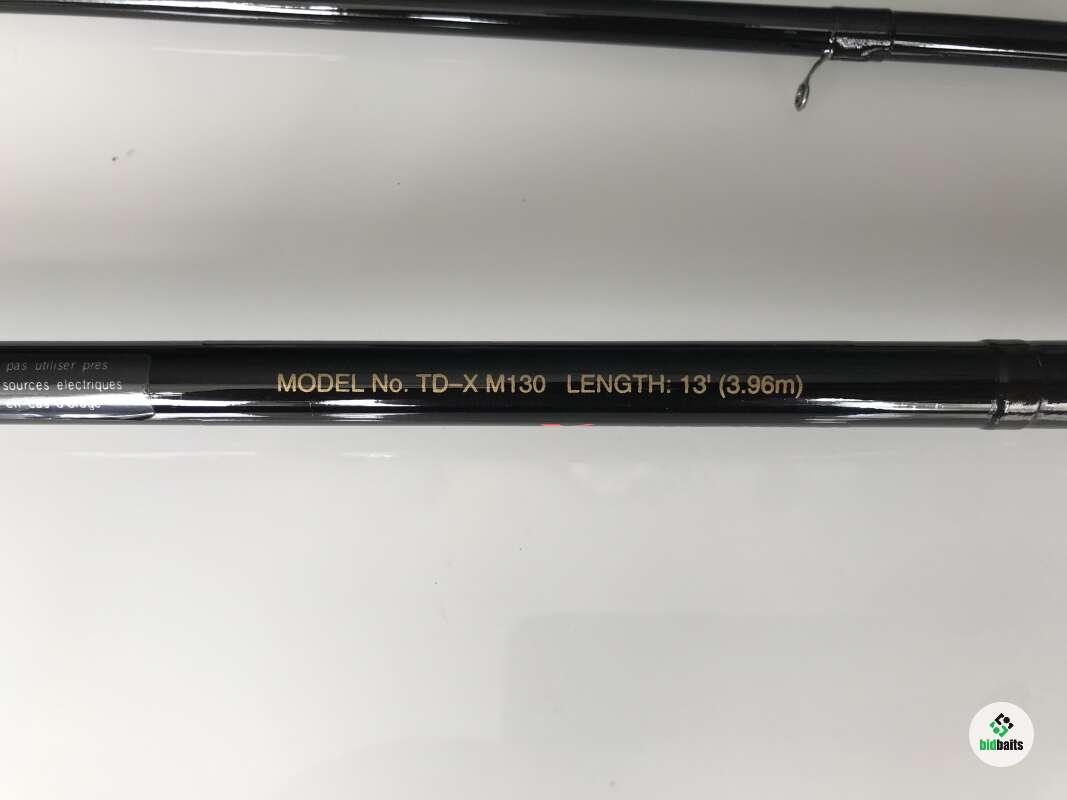 pas utiliser pres
sources electriques
MODEL No. TD-X M130 LENGTH: 13' (3.96m)
bidbaits